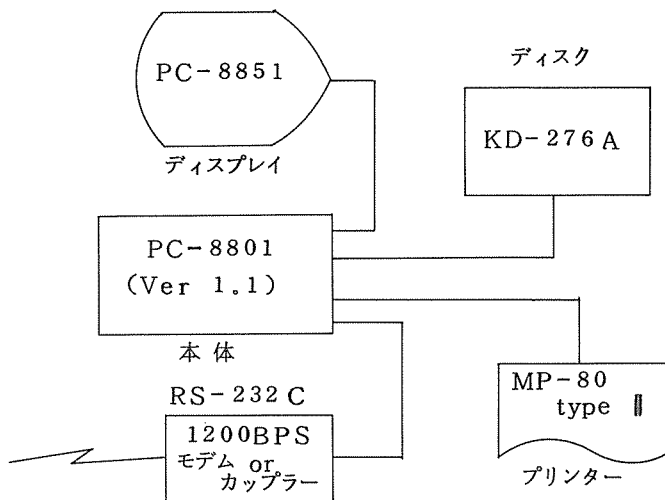 PC-8851
ディスプレイ
ディスク
KD-276A
PC-8801
(Ver 1.1)
本体
RS-232C
1200BPS
モデム or
カップラー
MP-80
type Ⅱ
プリンター